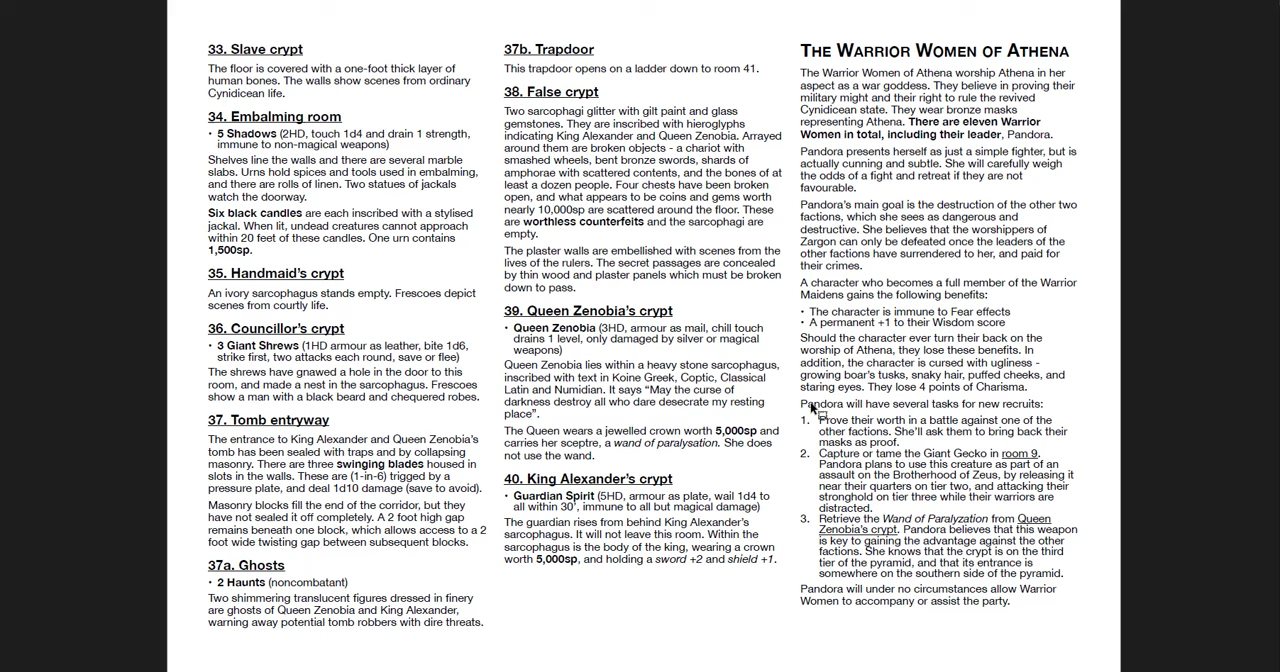 33. Slave crypt
The floor is covered with a one-foot thick layer of
human bones. The walls show scenes from ordinary
Cynidicean life.
34. Embalming room
• 5 Shadows (2HD, touch 1d4 and drain 1 strength,
immune to non-magical weapons)
Shelves line the walls and there are several marble
slabs. Urns hold spices and tools used in embalming,
and there are rolls of linen. Two statues of jackals
watch the doorway.
Six black candles are each inscribed with a stylised
jackal. When lit, undead creatures cannot approach
within 20 feet of these candles. One urn contains
1,500sp.
35. Handmaid's crypt
An ivory sarcophagus stands empty. Frescoes depict
scenes from courtly life.
36. Councillor's crypt
• 3 Giant Shrews (1HD armour as leather, bite 1d6,
strike first, two attacks each round, save or flee)
The shrews have gnawed a hole in the door to this
room, and made a nest in the sarcophagus. Frescoes
show a man with a black beard and chequered robes.
37. Tomb entryway
The entrance to King Alexander and Queen Zenobia's
tomb has been sealed with traps and by collapsing
masonry. There are three swinging blades housed in
slots in the walls. These are (1-in-6) trigged by a
pressure plate, and deal 1d10 damage (save to avoid).
Masonry blocks fill the end of the corridor, but they
have not sealed it off completely. A 2 foot high gap
remains beneath one block, which allows access to a 2
foot wide twisting gap between subsequent blocks.
37a. Ghosts
• 2 Haunts (noncombatant)
Two shimmering translucent figures dressed in finery
are ghosts of Queen Zenobia and King Alexander,
warning away potential tomb robbers with dire threats.
37b. Trapdoor
This trapdoor opens on a ladder down to room 41.
38. False crypt
Two sarcophagi glitter with gilt paint and glass
gemstones. They are inscribed with hieroglyphs
indicating King Alexander and Queen Zenobia. Arrayed
around them are broken objects - a chariot with
smashed wheels, bent bronze swords, shards of
amphorae with scattered contents, and the bones of at
least a dozen people. Four chests have been broken
open, and what appears to be coins and gems worth
nearly 10,000sp are scattered around the floor. These
are worthless counterfeits and the sarcophagi are
empty.
The plaster walls are embellished with scenes from the
lives of the rulers. The secret passages are concealed
by thin wood and plaster panels which must be broken
down to pass.
39. Queen Zenobia's crypt
• Queen Zenobia (3HD, armour as mail, chill touch
drains 1 level, only damaged by silver or magical
weapons)
Queen Zenobia lies within a heavy stone sarcophagus,
inscribed with text in Koine Greek, Coptic, Classical
Latin and Numidian. It says "May the curse of
darkness destroy all who dare desecrate my resting
place".
The Queen wears a jewelled crown worth 5,000sp and
carries her sceptre, a wand of paralysation. She does
not use the wand.
40. King Alexander's crypt
• Guardian Spirit (5HD, armour as plate, wail 1d4 to
all within 30', immune to all but magical damage)
The guardian rises from behind King Alexander's
sarcophagus. It will not leave this room. Within the
sarcophagus is the body of the king, wearing a crown
worth 5,000sp, and holding a sword +2 and shield +1.
THE WARRIOR WOMEN OF ATHENA
The Warrior Women of Athena worship Athena in her
aspect as a war goddess. They believe in proving their
military might and their right to rule the revived
Cynidicean state. They wear bronze masks
representing Athena. There are eleven Warrior
Women in total, including their leader, Pandora.
Pandora presents herself as just a simple fighter, but is
actually cunning and subtle. She will carefully weigh
the odds of a fight and retreat if they are not
favourable.
Pandora's main goal is the destruction of the other two
factions, which she sees as dangerous and
destructive. She believes that the worshippers of
Zargon can only be defeated once the leaders of the
other factions have surrendered to her, and paid for
their crimes.
A character who becomes a full member of the Warrior
Maidens gains the following benefits:
• The character is immune to Fear effects
• A permanent +1 to their Wisdom score
Should the character ever turn their back on the
worship of Athena, they lose these benefits. In
addition, the character is cursed with ugliness -
growing boar's tusks, snaky hair, puffed cheeks, and
staring eyes. They lose 4 points of Charisma.
Pandora will have several tasks for new recruits:
1. Prove their worth in a battle against one of the
other factions. She'll ask them to bring back their
masks as proof.
2. Capture or tame the Giant Gecko in room 9.
Pandora plans to use this creature as part of an
assault on the Brotherhood of Zeus, by releasing it
near their quarters on tier two, and attacking their
stronghold on tier three while their warriors are
distracted.
3. Retrieve the Wand of Paralyzation from Queen
Zenobia's crypt. Pandora believes that this weapon
is key to gaining the advantage against the other
factions. She knows that the crypt is on the third
tier of the pyramid, and that its entrance is
somewhere on the southern side of the pyramid.
Pandora will under no circumstances allow Warrior
Women to accompany or assist the party.